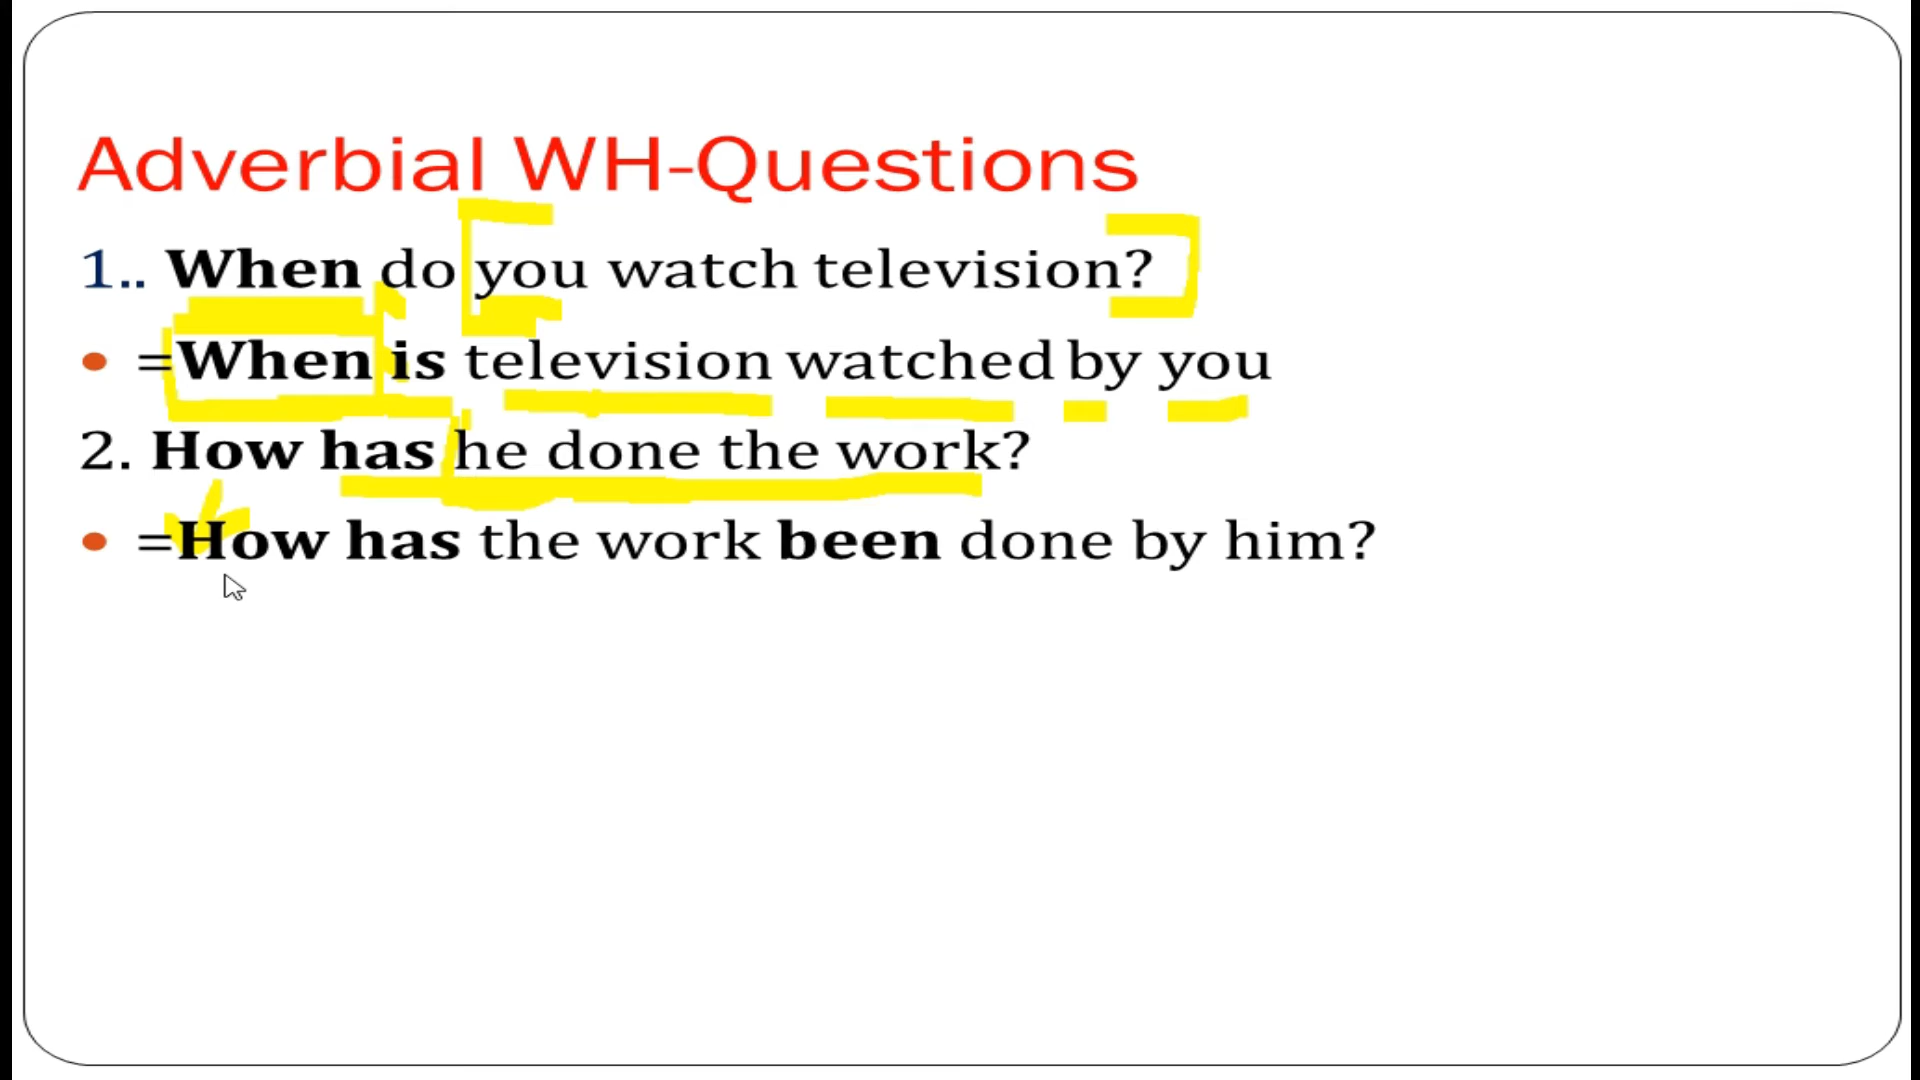 Adverbial WH-Questions
1.. When do you watch television?
• =When is television watched by you
2. How has he done the work?
• =How has the work been done by him?